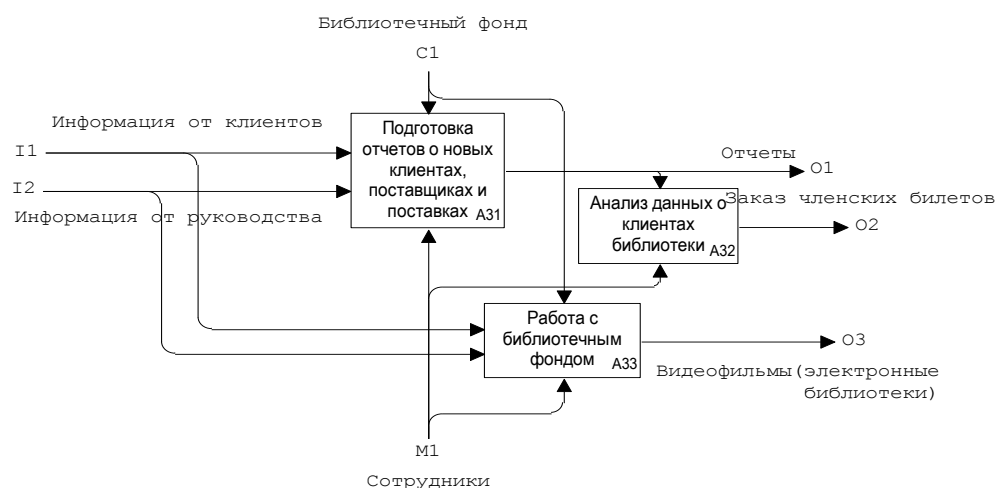 Библиотечный фонд
C1
Информация от клиентов
I1
I2
Информация от руководства
Подготовка
отчетов о новых
клиентах,
поставщиках и
поставках A31
Отчеты
O1
Заказ членских билетов
O2
Анализ данных о
клиентах
библиотеки A32
Работа с
библиотечным
фондом A33
O3
Видеофильмы(электронные
библиотеки)
M1
Сотрудники